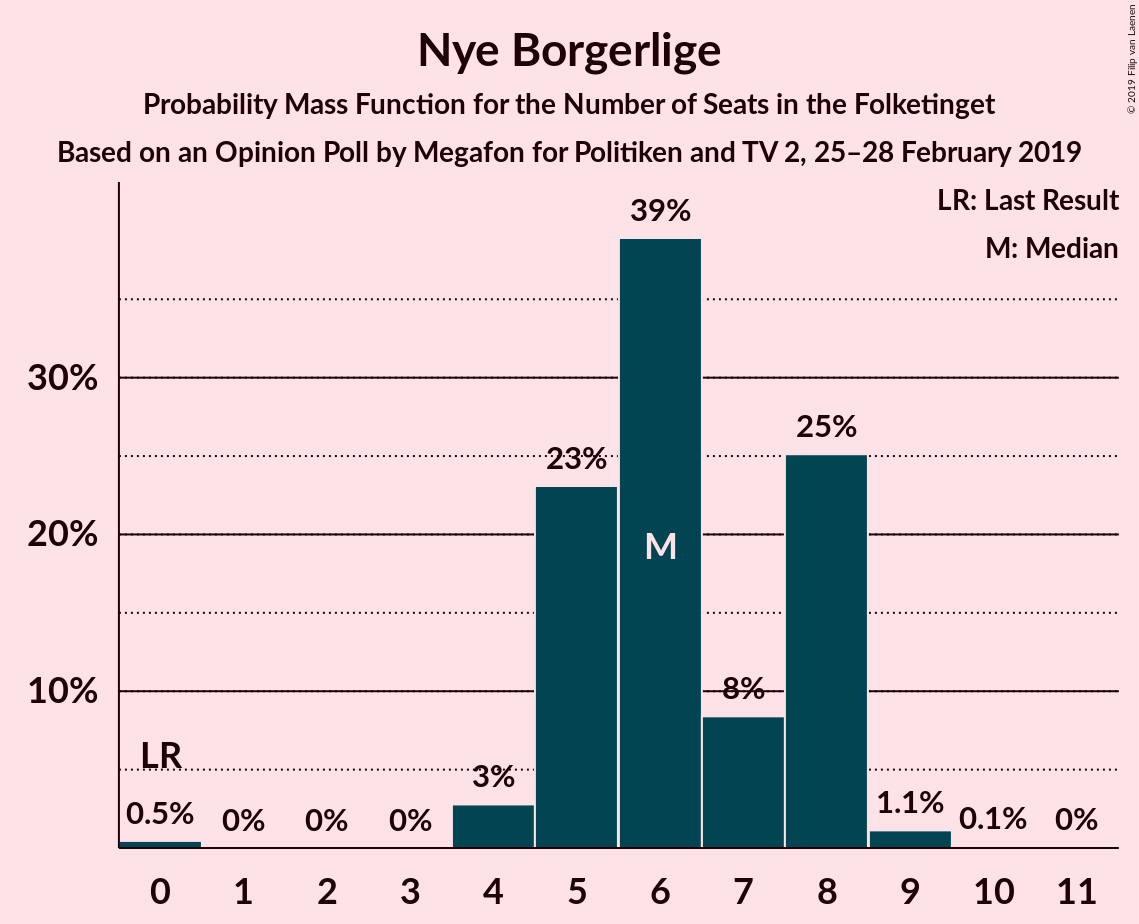 Nye Borgerlige
Probability Mass Function for the Number of Seats in the Folketinget
Based on an Opinion Poll by Megafon for Politiken and TV 2, 25–28 February 2019
© 2019 Filip van Laenen
LR: Last Result
M: Median
39%
30%
25%
23%
20%
M
8%
10%
LR
3%
0.5%
0%
0%
0%
1.1%
0.1%
0%
0 1 2 3 4 5 6 7 8 9 10 11